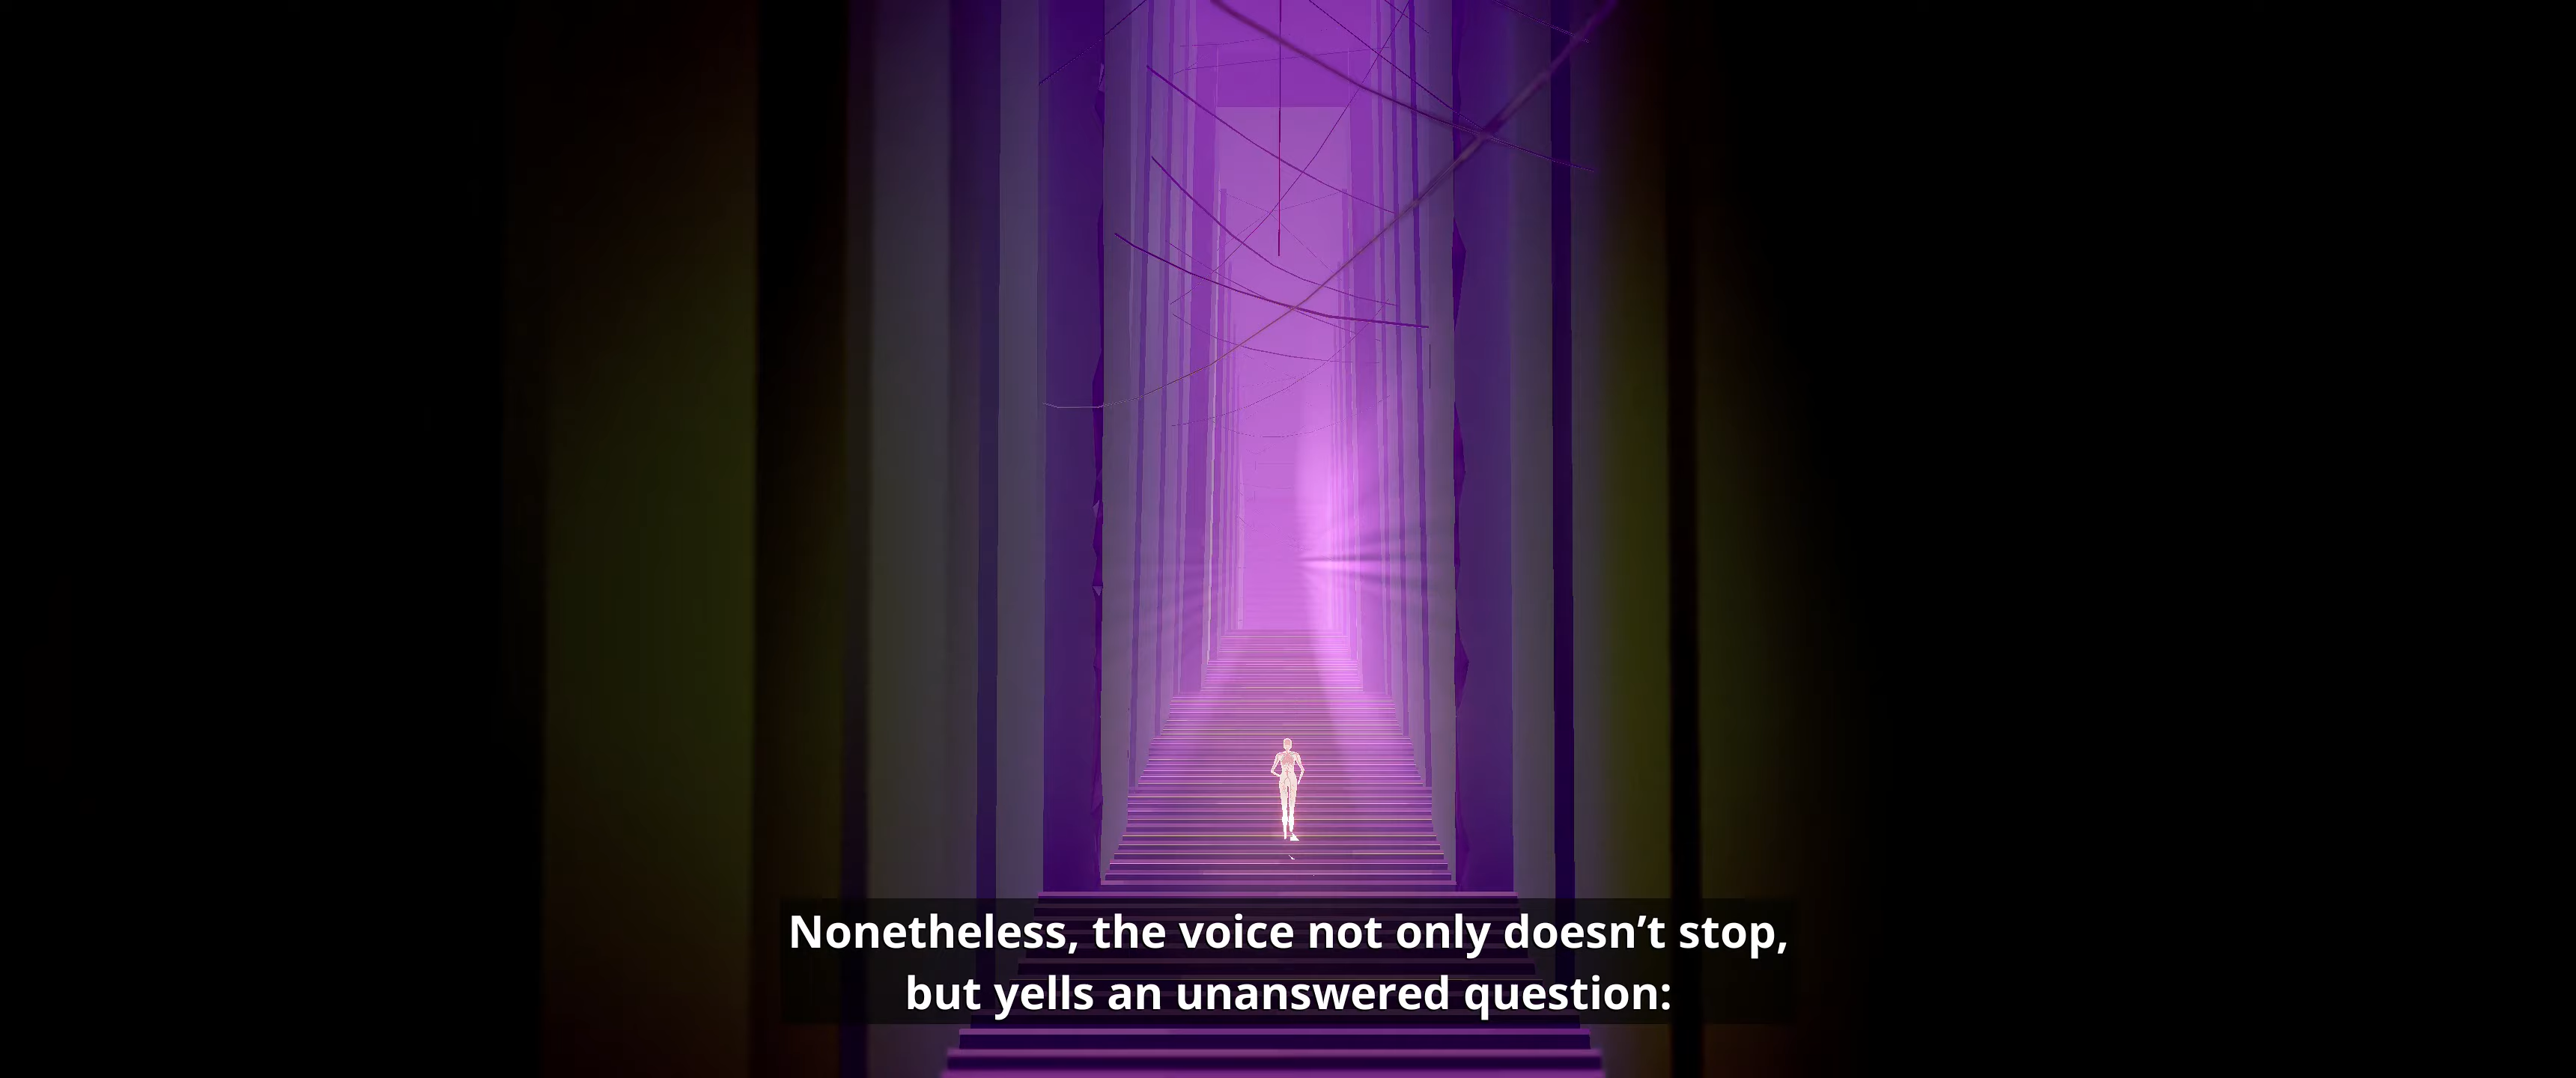 Nonetheless, the voice not only doesn’t stop,
but yells an unanswered question: